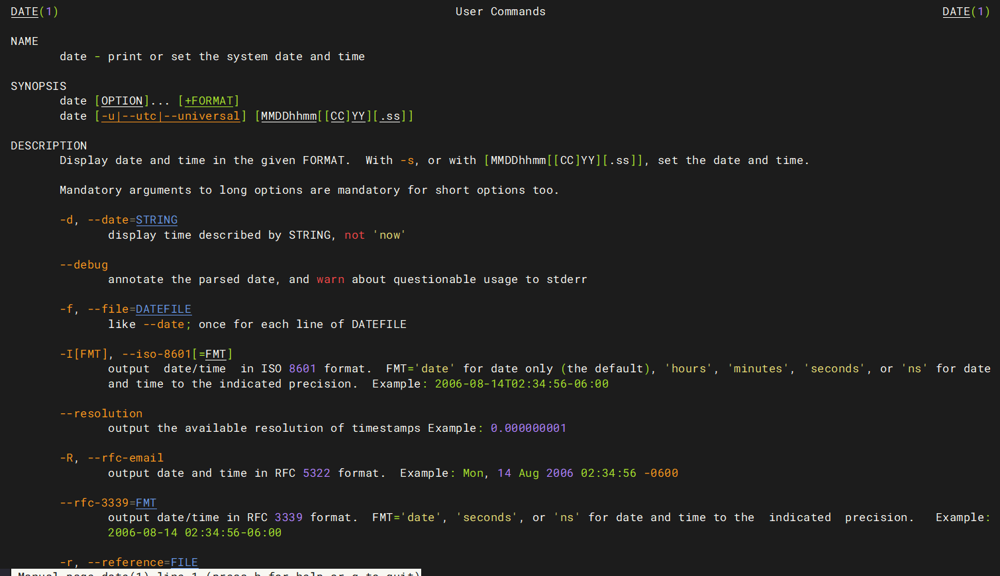 DATE(1) User Commands DATE(1)
NAME
date - print or set the system date and time
SYNOPSIS
date [OPTION]... [+FORMAT]
date [-u|--utc|--universal] [MMDDhhmm[[CC]YY][.ss]]
DESCRIPTION
Display date and time in the given FORMAT.  With -s, or with [MMDDhhmm[[CC]YY][.ss]], set the date and time.
Mandatory arguments to long options are mandatory for short options too.
-d, --date=STRING
display time described by STRING, not 'now'
--debug
annotate the parsed date, and warn about questionable usage to stderr
-f, --file=DATEFILE
like --date; once for each line of DATEFILE
-I[FMT], --iso-8601[=FMT]
output  date/time  in ISO 8601 format.  FMT='date' for date only (the default), 'hours', 'minutes', 'seconds', or 'ns' for date
and time to the indicated precision.  Example: 2006-08-14T02:34:56-06:00
--resolution
output the available resolution of timestamps Example: 0.000000001
-R, --rfc-email
output date and time in RFC 5322 format.  Example: Mon, 14 Aug 2006 02:34:56 -0600
--rfc-3339=FMT
output date/time in RFC 3339 format.  FMT='date', 'seconds', or 'ns' for date and time to the  indicated  precision.   Example:
2006-08-14 02:34:56-06:00
-r, --reference=FILE
Manual page date(1) line 1 (press h for help or q to quit)